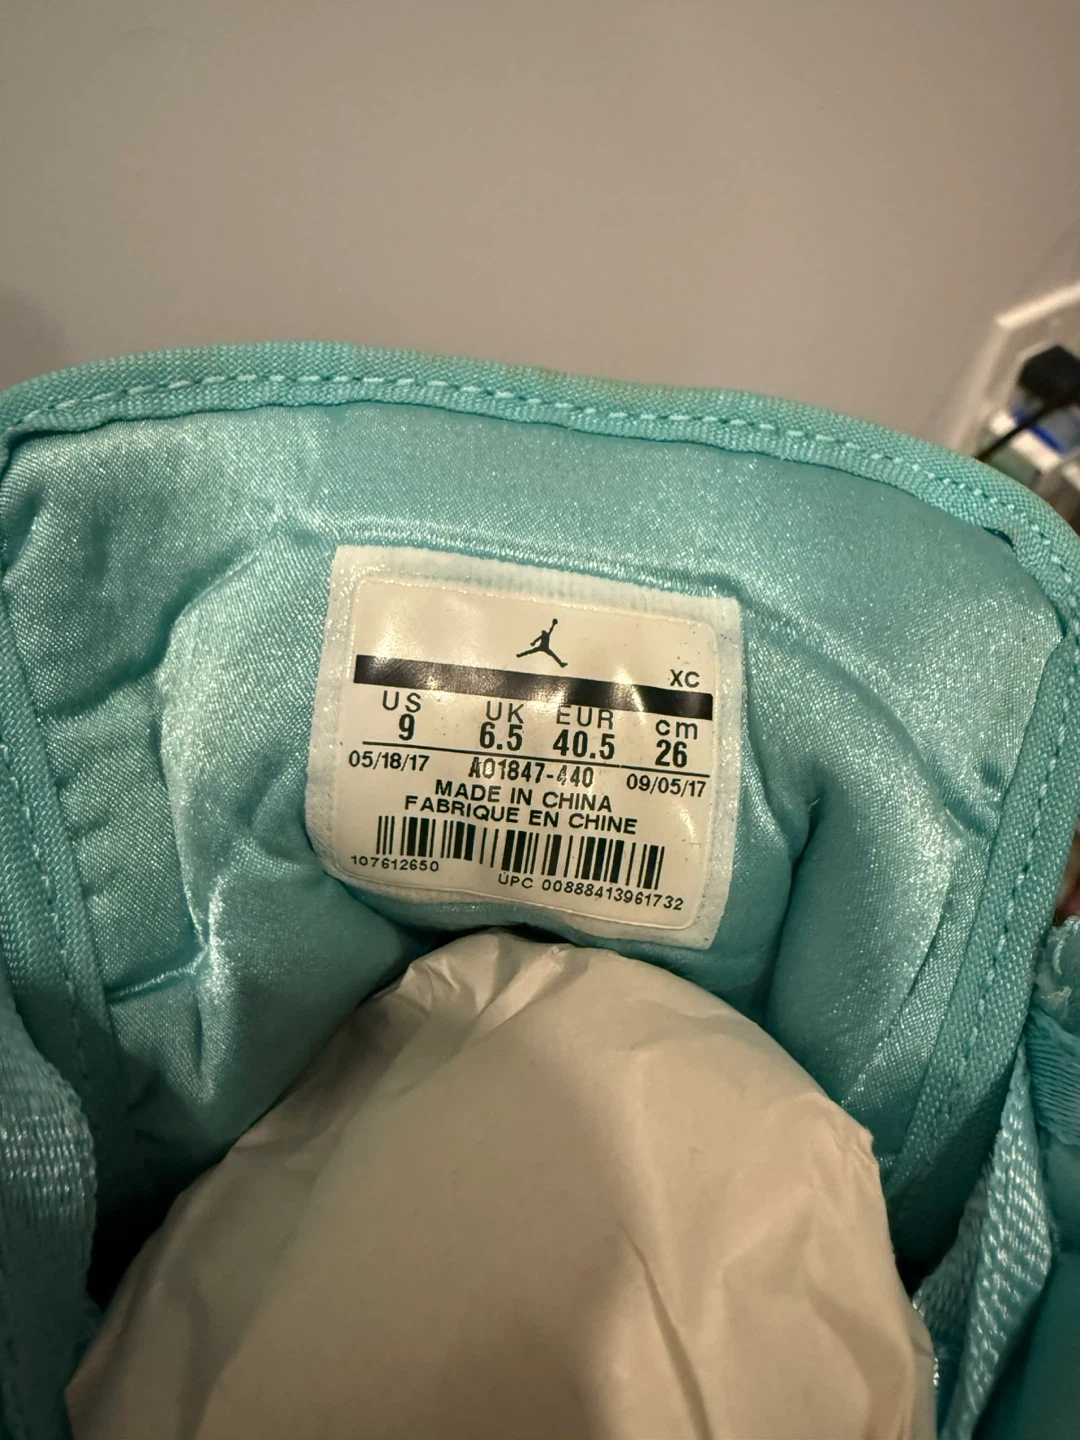 XC
US UK EUR cm
9 6.5 40.5 26
05/18/17 AO1847-440 09/05/17
MADE IN CHINA
FABRIQUE EN CHINE
107612650 UPC 00888413961732